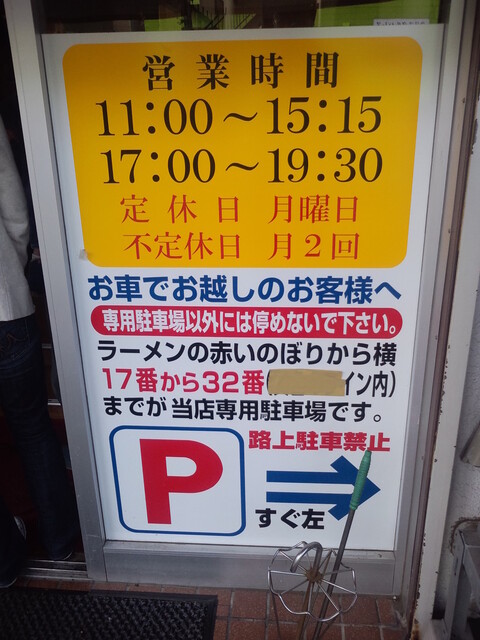 営業時間
11:00～15:15
17:00～19:30
定休日 月曜日
不定休日 月2回
お車でお越しのお客様へ
専用駐車場以外には停めないで下さい。
ラーメンの赤いのぼりから横
17番から32番(イン内)
までが当店専用駐車場です。
路上駐車禁止
P
すぐ左